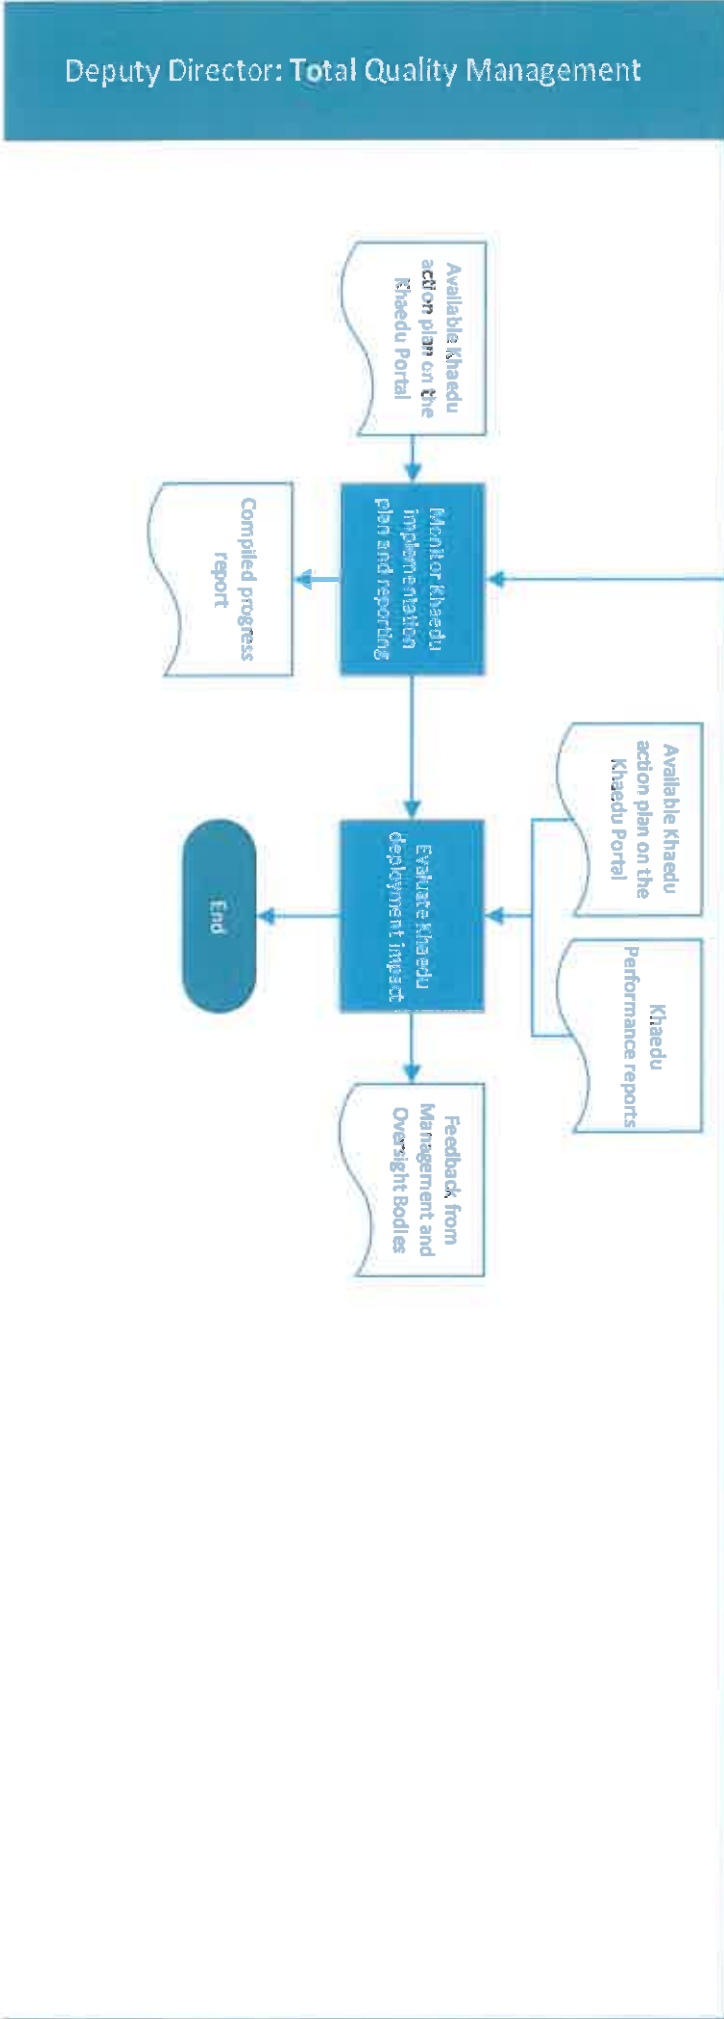 Deputy Director: Total Quality Management
Available Khaedu
action plan on the
Khaedu Portal
Monitor Khaedu
implementation
plan and reporting
Compiled progress
report
Available Khaedu
action plan on the
Khaedu Portal
Khaedu
Performance reports
Evaluate Khaedu
deployment impact
End
Feedback from
Management and
Oversight Bodies